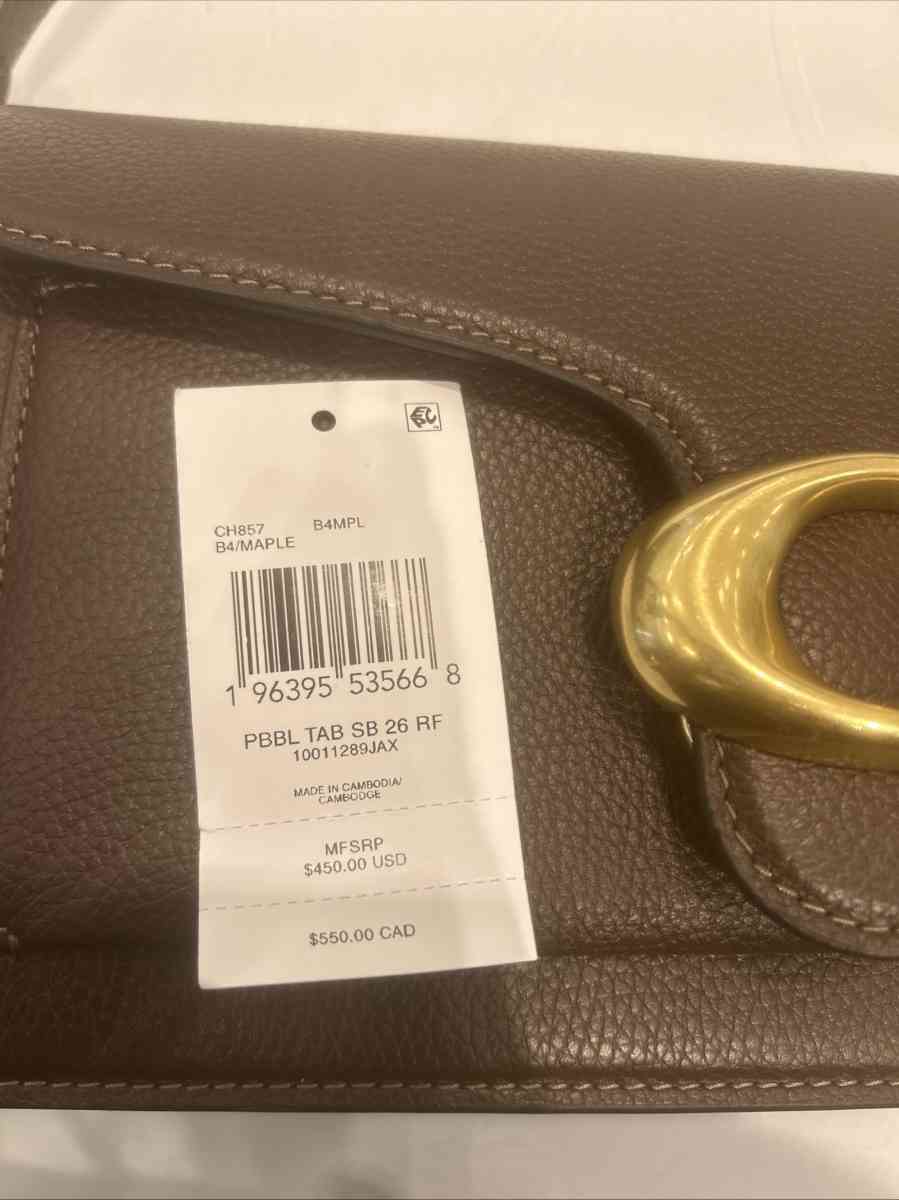 EPC
CH857 B4MPL
B4/MAPLE
1 96395 53566 8
PBBL TAB SB 26 RF
10011289JAX
MADE IN CAMBODIA/
CAMBODGE
MFSRP
$450.00 USD
$550.00 CAD